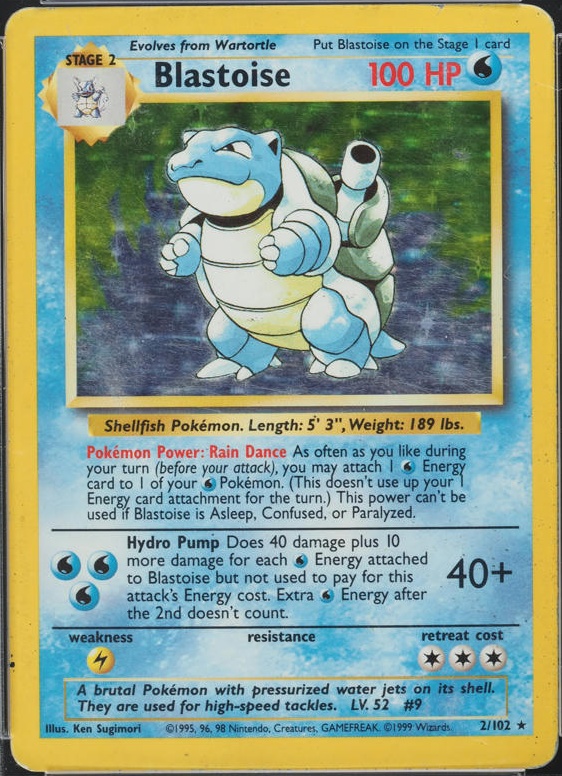 Evolves from Wartortle Put Blastoise on the Stage 1 card
STAGE 2
Blastoise 100 HP
Shellfish Pokémon. Length: 5' 3", Weight: 189 lbs.
Pokémon Power: Rain Dance As often as you like during
your turn (before your attack), you may attach 1 Energy
card to 1 of your Pokémon. (This doesn't use up your 1
Energy card attachment for the turn.) This power can't be
used if Blastoise is Asleep, Confused, or Paralyzed.
Hydro Pump Does 40 damage plus 10
more damage for each Energy attached
to Blastoise but not used to pay for this
attack's Energy cost. Extra Energy after
the 2nd doesn't count.
40+
weakness resistance retreat cost
A brutal Pokémon with pressurized water jets on its shell.
They are used for high-speed tackles. LV. 52 #9
Illus. Ken Sugimori ©1995, 96, 98 Nintendo, Creatures, GAMEFREAK. ©1999 Wizards. 2/102 ★